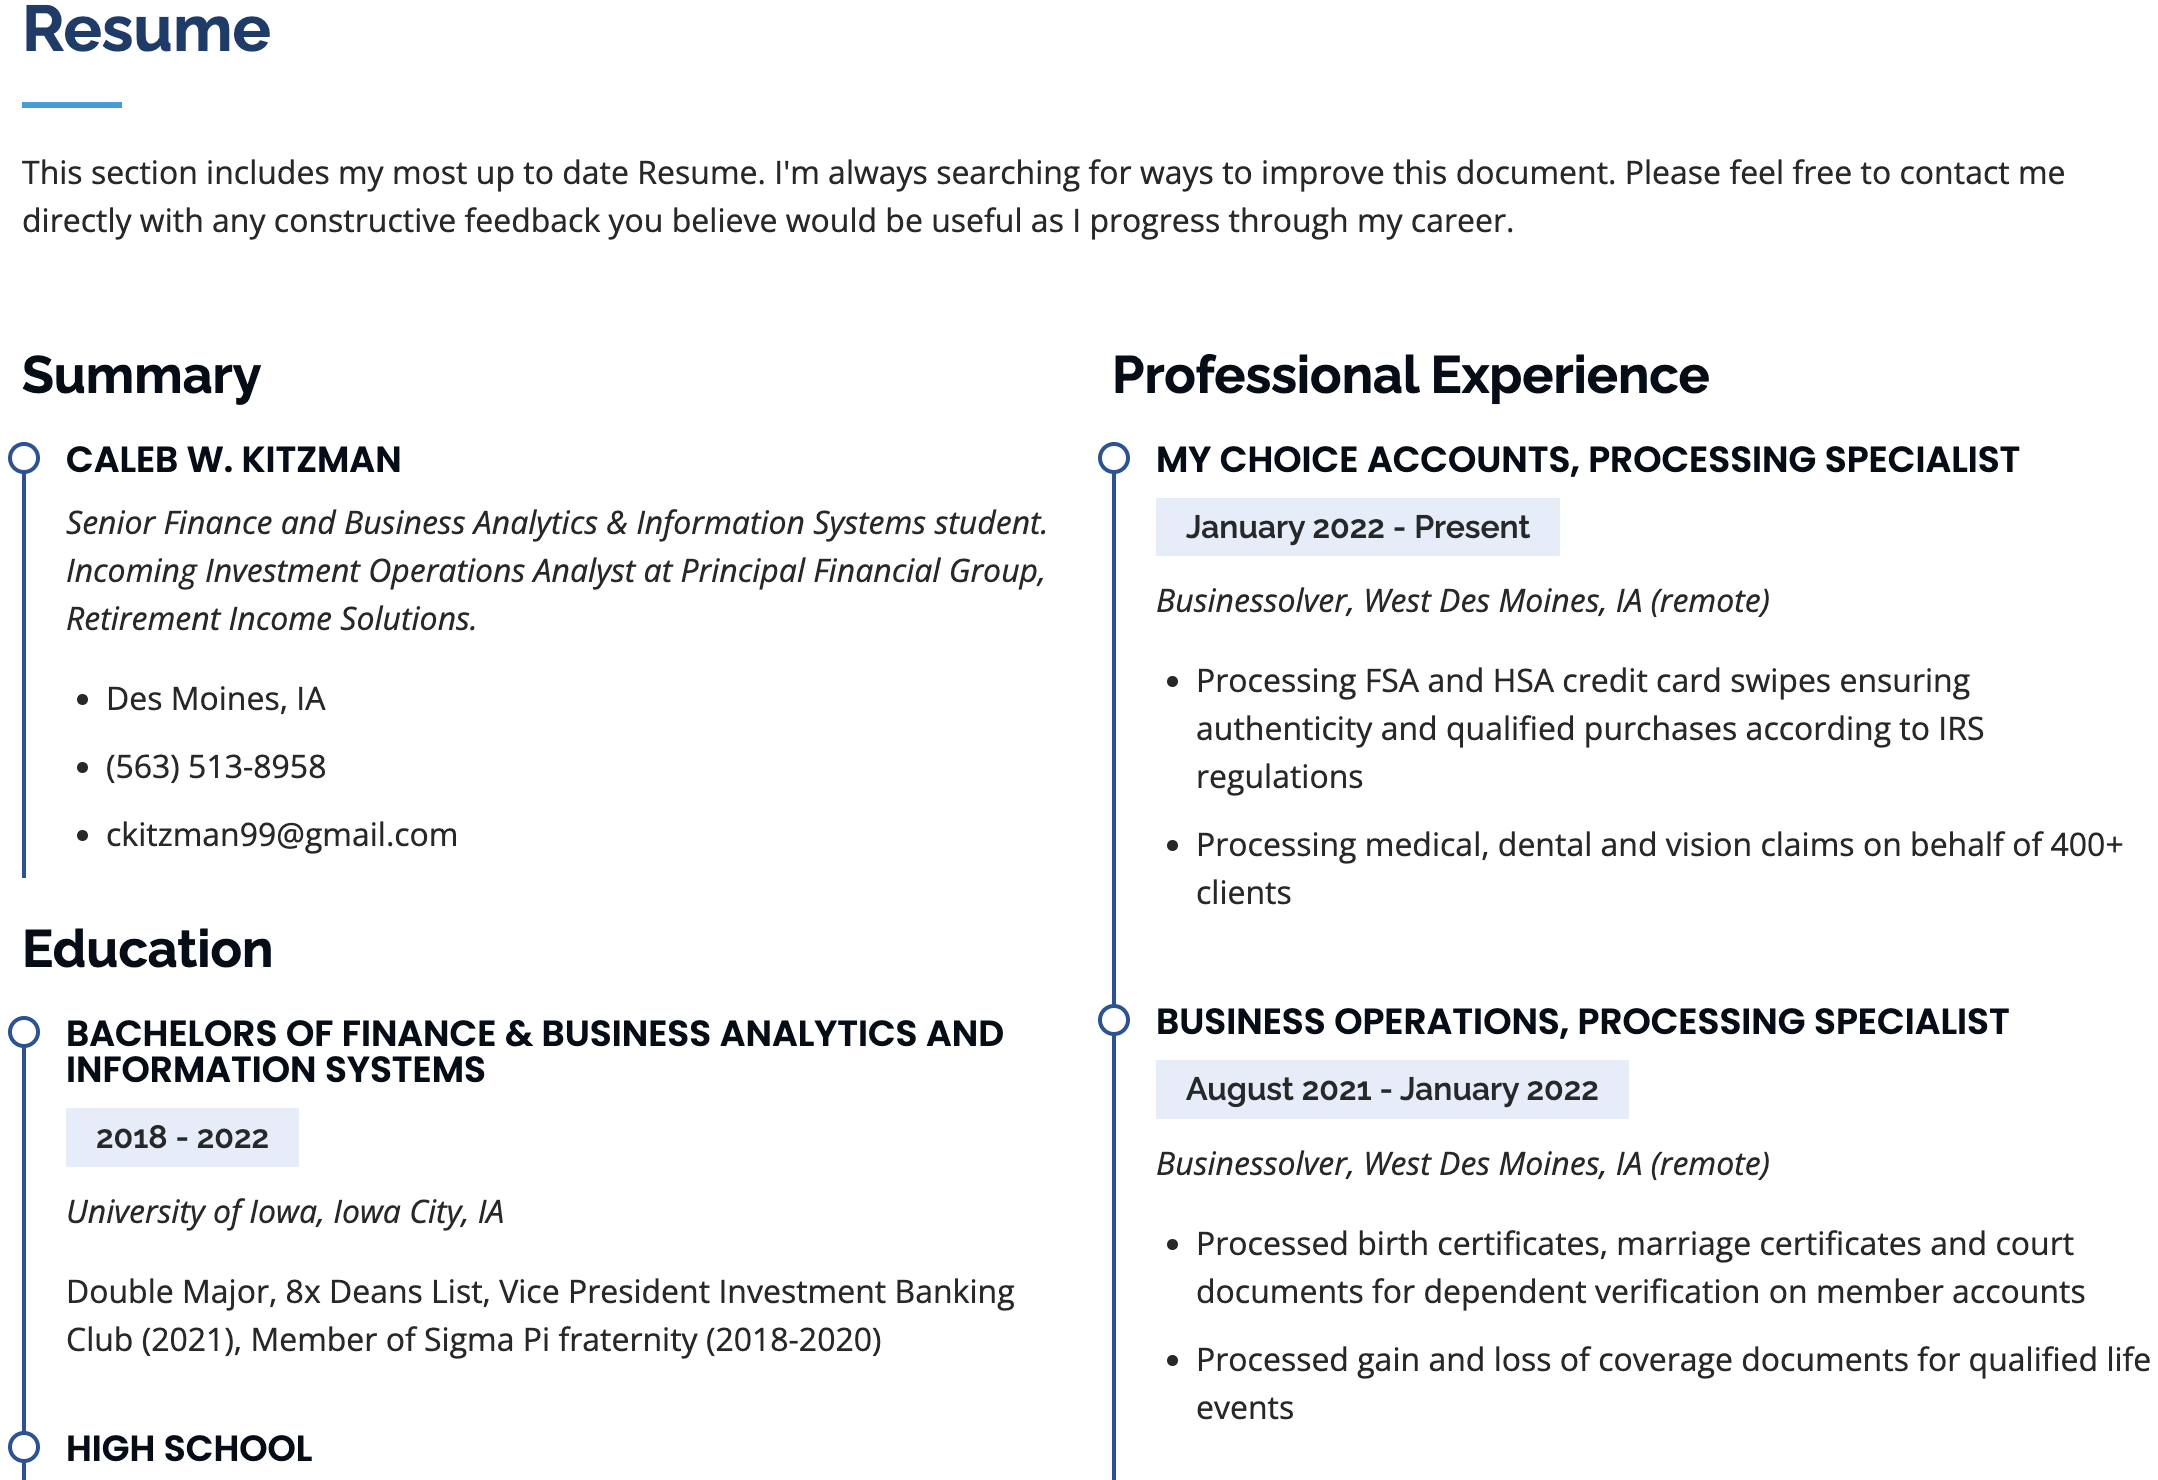 Resume
This section includes my most up to date Resume. I'm always searching for ways to improve this document. Please feel free to contact me
directly with any constructive feedback you believe would be useful as I progress through my career.
Summary
CALEB W. KITZMAN
Senior Finance and Business Analytics & Information Systems student.
Incoming Investment Operations Analyst at Principal Financial Group,
Retirement Income Solutions.
• Des Moines, IA
• (563) 513-8958
• ckitzman99@gmail.com
Education
BACHELORS OF FINANCE & BUSINESS ANALYTICS AND
INFORMATION SYSTEMS
2018 - 2022
University of Iowa, Iowa City, IA
Double Major, 8x Deans List, Vice President Investment Banking
Club (2021), Member of Sigma Pi fraternity (2018-2020)
HIGH SCHOOL
Professional Experience
MY CHOICE ACCOUNTS, PROCESSING SPECIALIST
January 2022 - Present
Businessolver, West Des Moines, IA (remote)
• Processing FSA and HSA credit card swipes ensuring
authenticity and qualified purchases according to IRS
regulations
• Processing medical, dental and vision claims on behalf of 400+
clients
BUSINESS OPERATIONS, PROCESSING SPECIALIST
August 2021 - January 2022
Businessolver, West Des Moines, IA (remote)
• Processed birth certificates, marriage certificates and court
documents for dependent verification on member accounts
• Processed gain and loss of coverage documents for qualified life
events